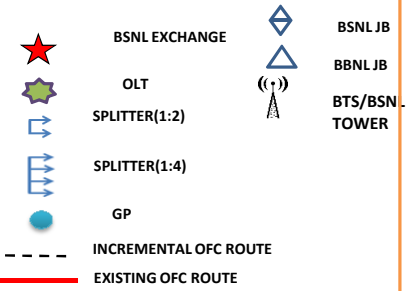 BSNL EXCHANGE
OLT
SPLITTER(1:2)
SPLITTER(1:4)
GP
INCREMENTAL OFC ROUTE
EXISTING OFC ROUTE
BSNL JB
BBNL JB
BTS/BSNL
TOWER